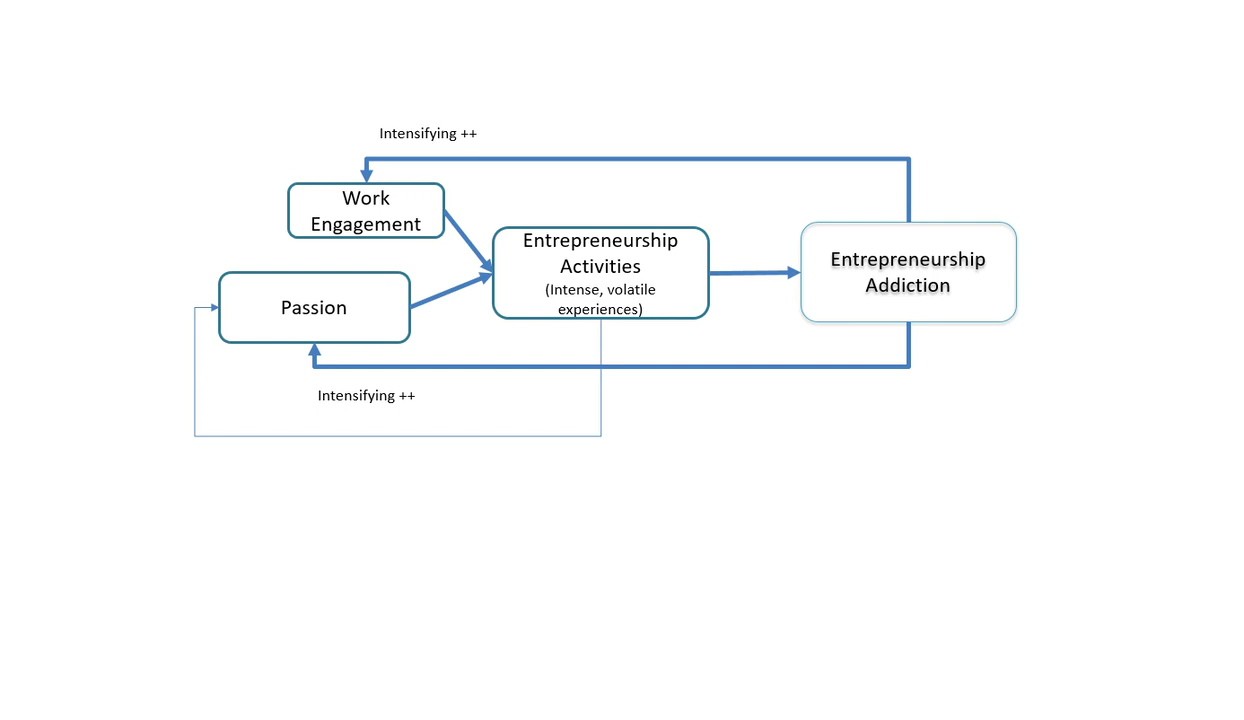 Intensifying ++
Work
Engagement
Entrepreneurship
Activities
(Intense, volatile
experiences)
Entrepreneurship
Addiction
Passion
Intensifying ++